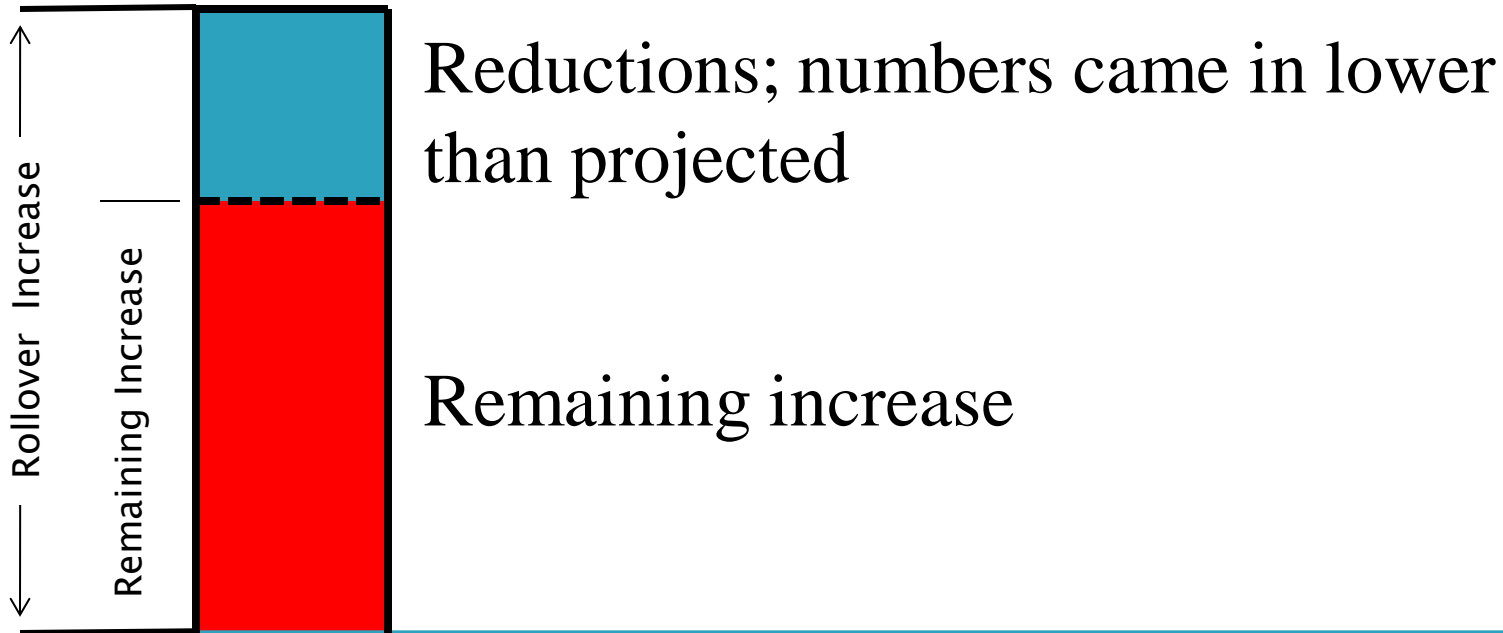 Rollover Increase
Remaining Increase
Reductions; numbers came in lower
than projected
Remaining increase